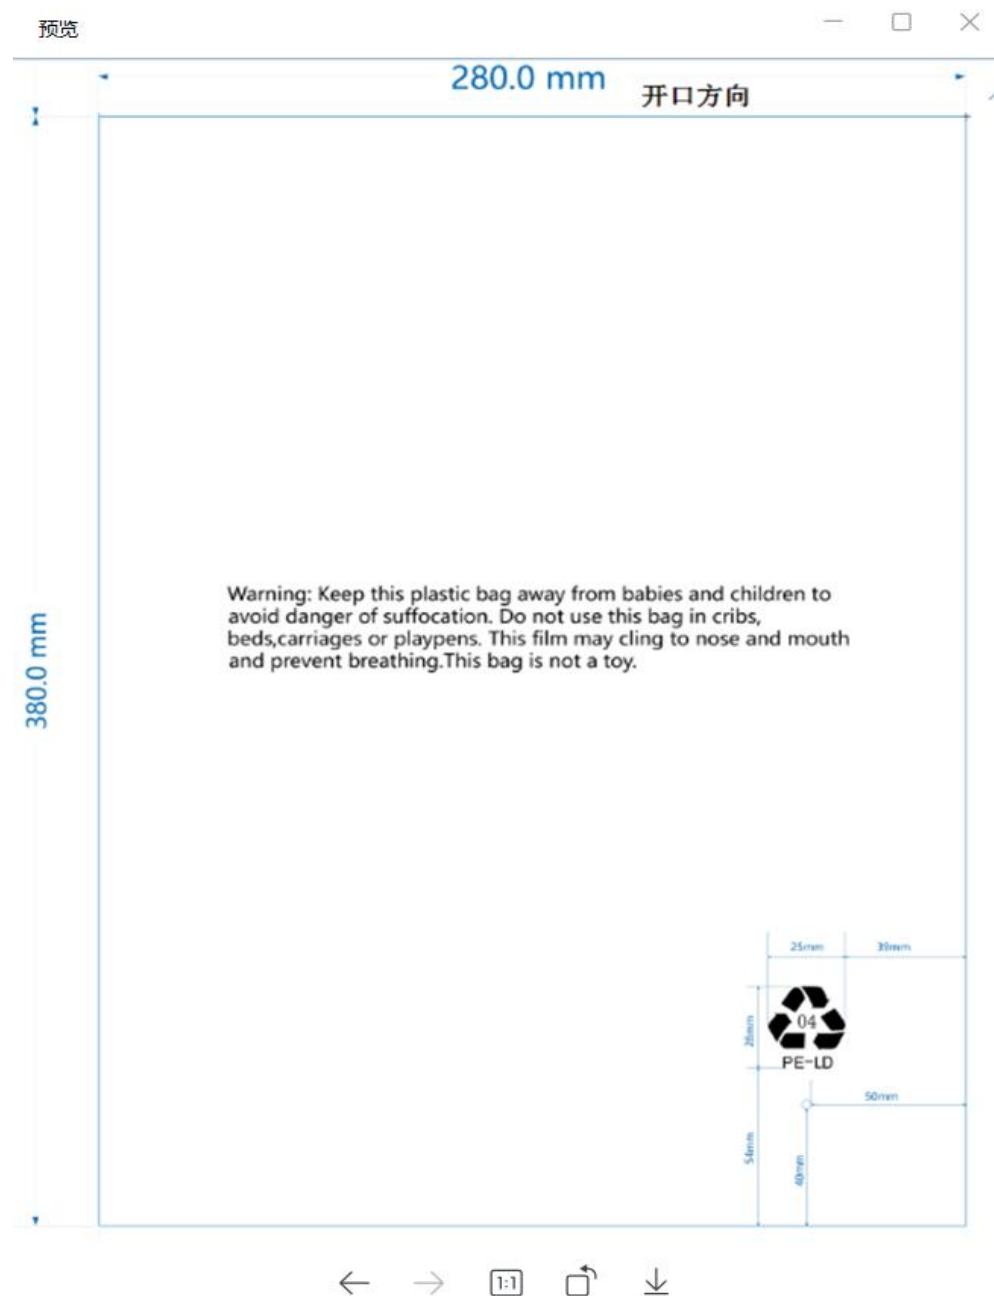 预览
280.0 mm
开口方向
380.0 mm
Warning: Keep this plastic bag away from babies and children to
avoid danger of suffocation. Do not use this bag in cribs,
beds,carriages or playpens. This film may cling to nose and mouth
and prevent breathing.This bag is not a toy.
25mm
39mm
04
28mm
PE-LD
50mm
54mm
40mm
1:1